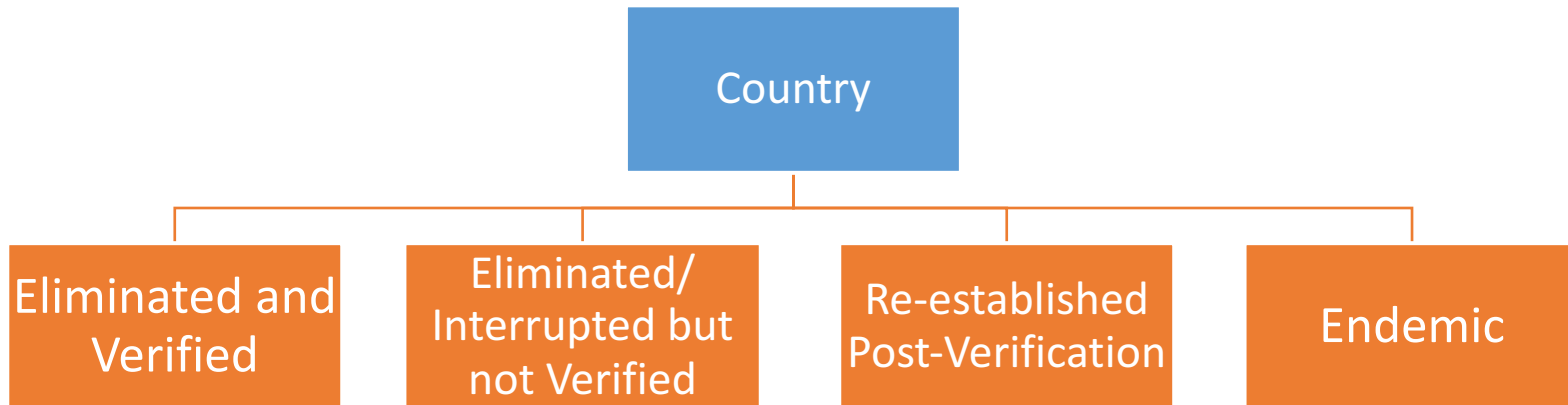 Country
Eliminated and
Verified
Eliminated/
Interrupted but
not Verified
Re-established
Post-Verification
Endemic